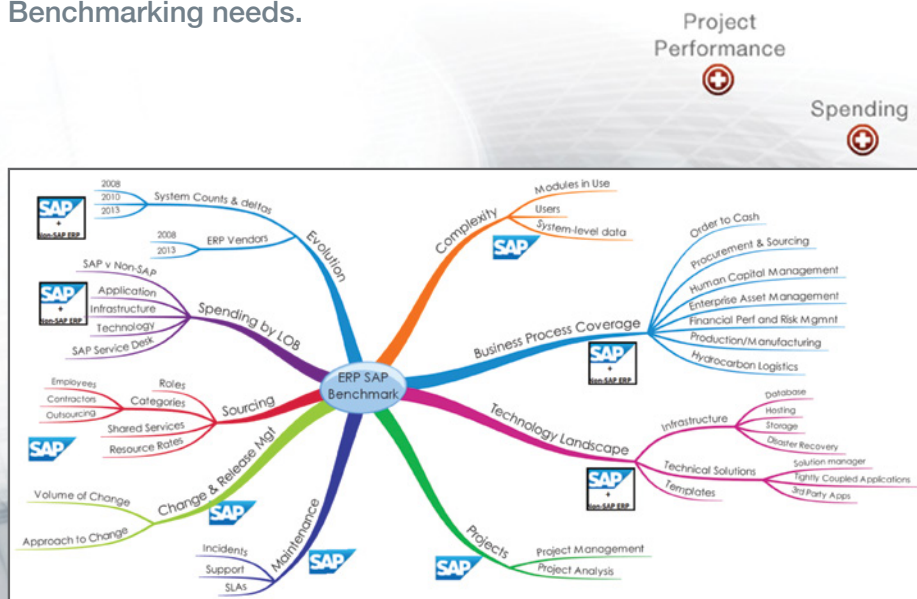 Benchmarking needs.
Project
Performance
Spending
ERP SAP
Benchmark
Evolution
System Counts & deltas
2008
2010
2013
ERP Vendors
2008
2013
SAP
+
Non-SAP ERP
Spending by LOB
SAP v Non-SAP
Application
Infrastructure
Technology
SAP Service Desk
SAP
+
Non-SAP ERP
Sourcing
Roles
Categories
Employees
Contractors
Outsourcing
Shared Services
Resource Rates
SAP
Change & Release Mgt
Volume of Change
Approach to Change
SAP
Maintenance
Incidents
Support
SLAs
SAP
Complexity
Modules in Use
Users
System-level data
SAP
Business Process Coverage
Order to Cash
Procurement & Sourcing
Human Capital Management
Enterprise Asset Management
Financial Perf and Risk Mgmnt
Production/Manufacturing
Hydrocarbon Logistics
SAP
+
Non-SAP ERP
Technology Landscape
Infrastructure
Database
Hosting
Storage
Disaster Recovery
Technical Solutions
Solution manager
Tightly Coupled Applications
3rd Party Apps
Templates
SAP
+
Non-SAP ERP
Projects
Project Management
Project Analysis
SAP